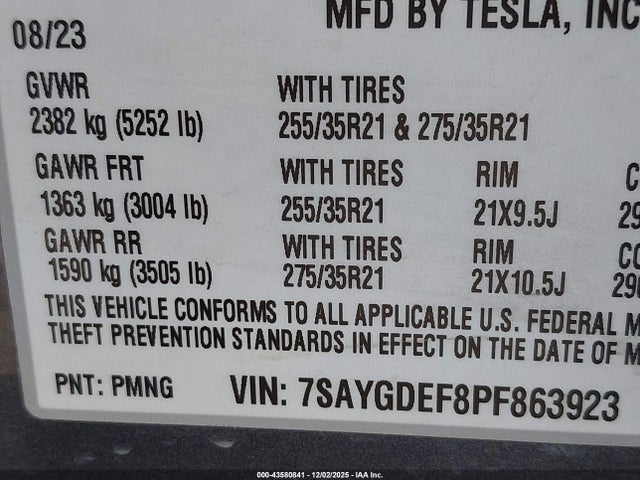 MFD BY TESLA, INC
08/23
GVWR WITH TIRES
2382 kg (5252 lb) 255/35R21 & 275/35R21
GAWR FRT WITH TIRES RIM C
1363 kg (3004 lb) 255/35R21 21X9.5J 29
GAWR RR WITH TIRES RIM CO
1590 kg (3505 lb) 275/35R21 21X10.5J 290
THIS VEHICLE CONFORMS TO ALL APPLICABLE U.S. FEDERAL M
THEFT PREVENTION STANDARDS IN EFFECT ON THE DATE OF M
PNT: PMNG VIN: 7SAYGDEF8PF863923
000-43580841 - 12/02/2025 - IAA Inc.